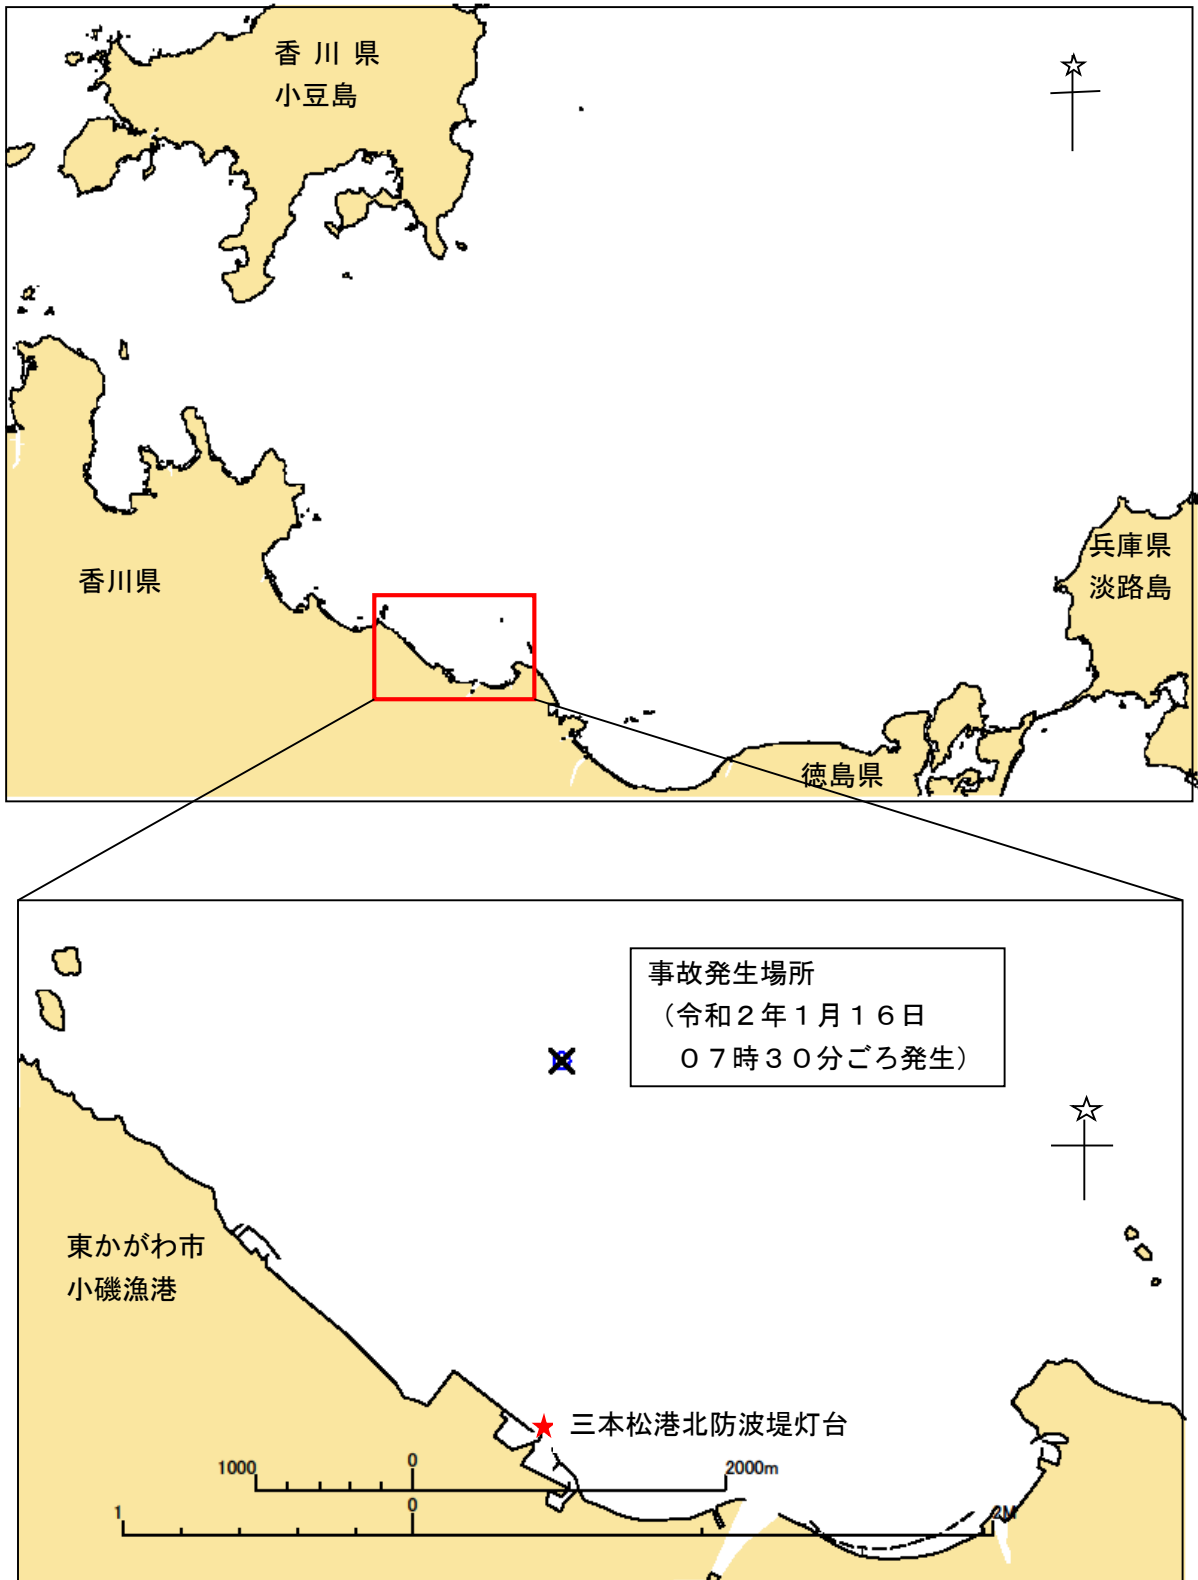 香川県
小豆島
兵庫県
淡路島
香川県
徳島県
事故発生場所
（令和２年１月１６日
０７時３０分ごろ発生）
東かがわ市
小磯漁港
三本松港北防波堤灯台
1000 0 2000m
1 0 2M